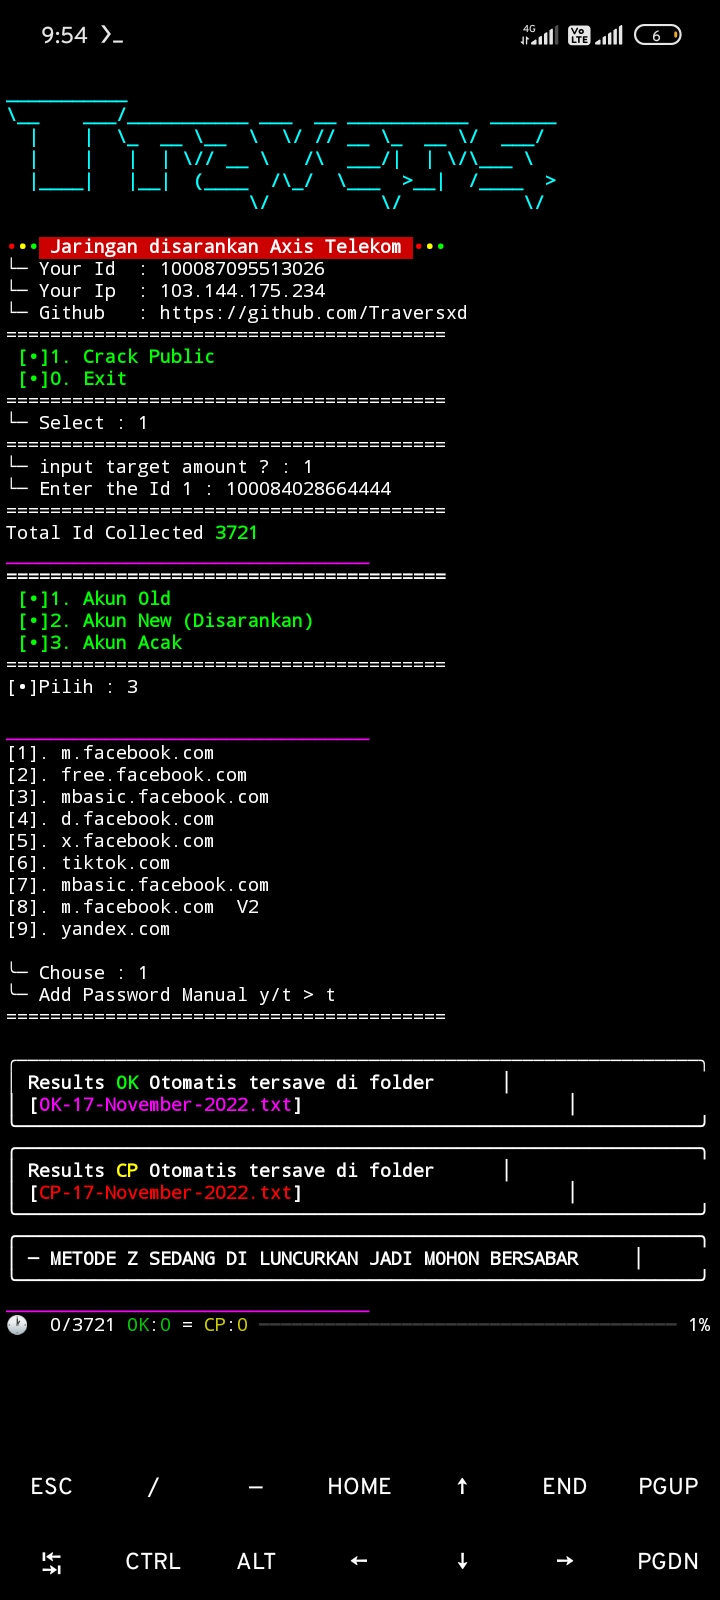 9:54
4G
Vo LTE
6
Travers
Jaringan disarankan Axis Telekom
└─ Your Id  : 100087095513026
└─ Your Ip  : 103.144.175.234
└─ Github   : https://github.com/Traversxd
========================================
[•]1. Crack Public
[•]0. Exit
========================================
└─ Select : 1
========================================
└─ input target amount ? : 1
└─ Enter the Id 1 : 100084028664444
========================================
Total Id Collected 3721
========================================
[•]1. Akun Old
[•]2. Akun New (Disarankan)
[•]3. Akun Acak
========================================
[•]Pilih : 3
[1]. m.facebook.com
[2]. free.facebook.com
[3]. mbasic.facebook.com
[4]. d.facebook.com
[5]. x.facebook.com
[6]. tiktok.com
[7]. mbasic.facebook.com
[8]. m.facebook.com  V2
[9]. yandex.com
╰─ Chouse : 1
╰─ Add Password Manual y/t > t
========================================
Results OK Otomatis tersave di folder
[OK-17-November-2022.txt]
Results CP Otomatis tersave di folder
[CP-17-November-2022.txt]
─ METODE Z SEDANG DI LUNCURKAN JADI MOHON BERSABAR
0/3721 OK:0 = CP:0 1%
ESC / – HOME ↑ END PGUP
CTRL ALT ← ↓ → PGDN